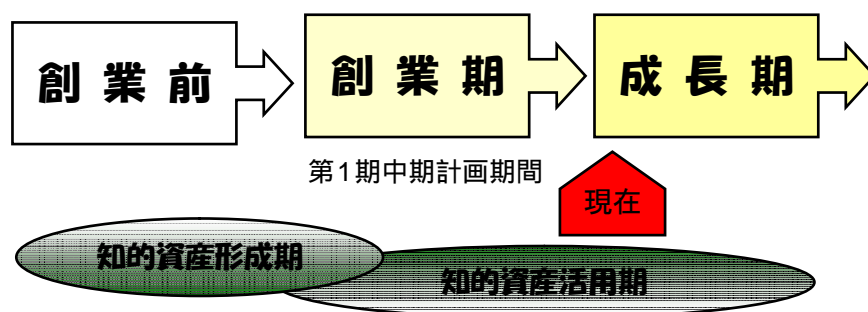 創業前
創業期
成長期
第1期中期計画期間
現在
知的資産形成期
知的資産活用期